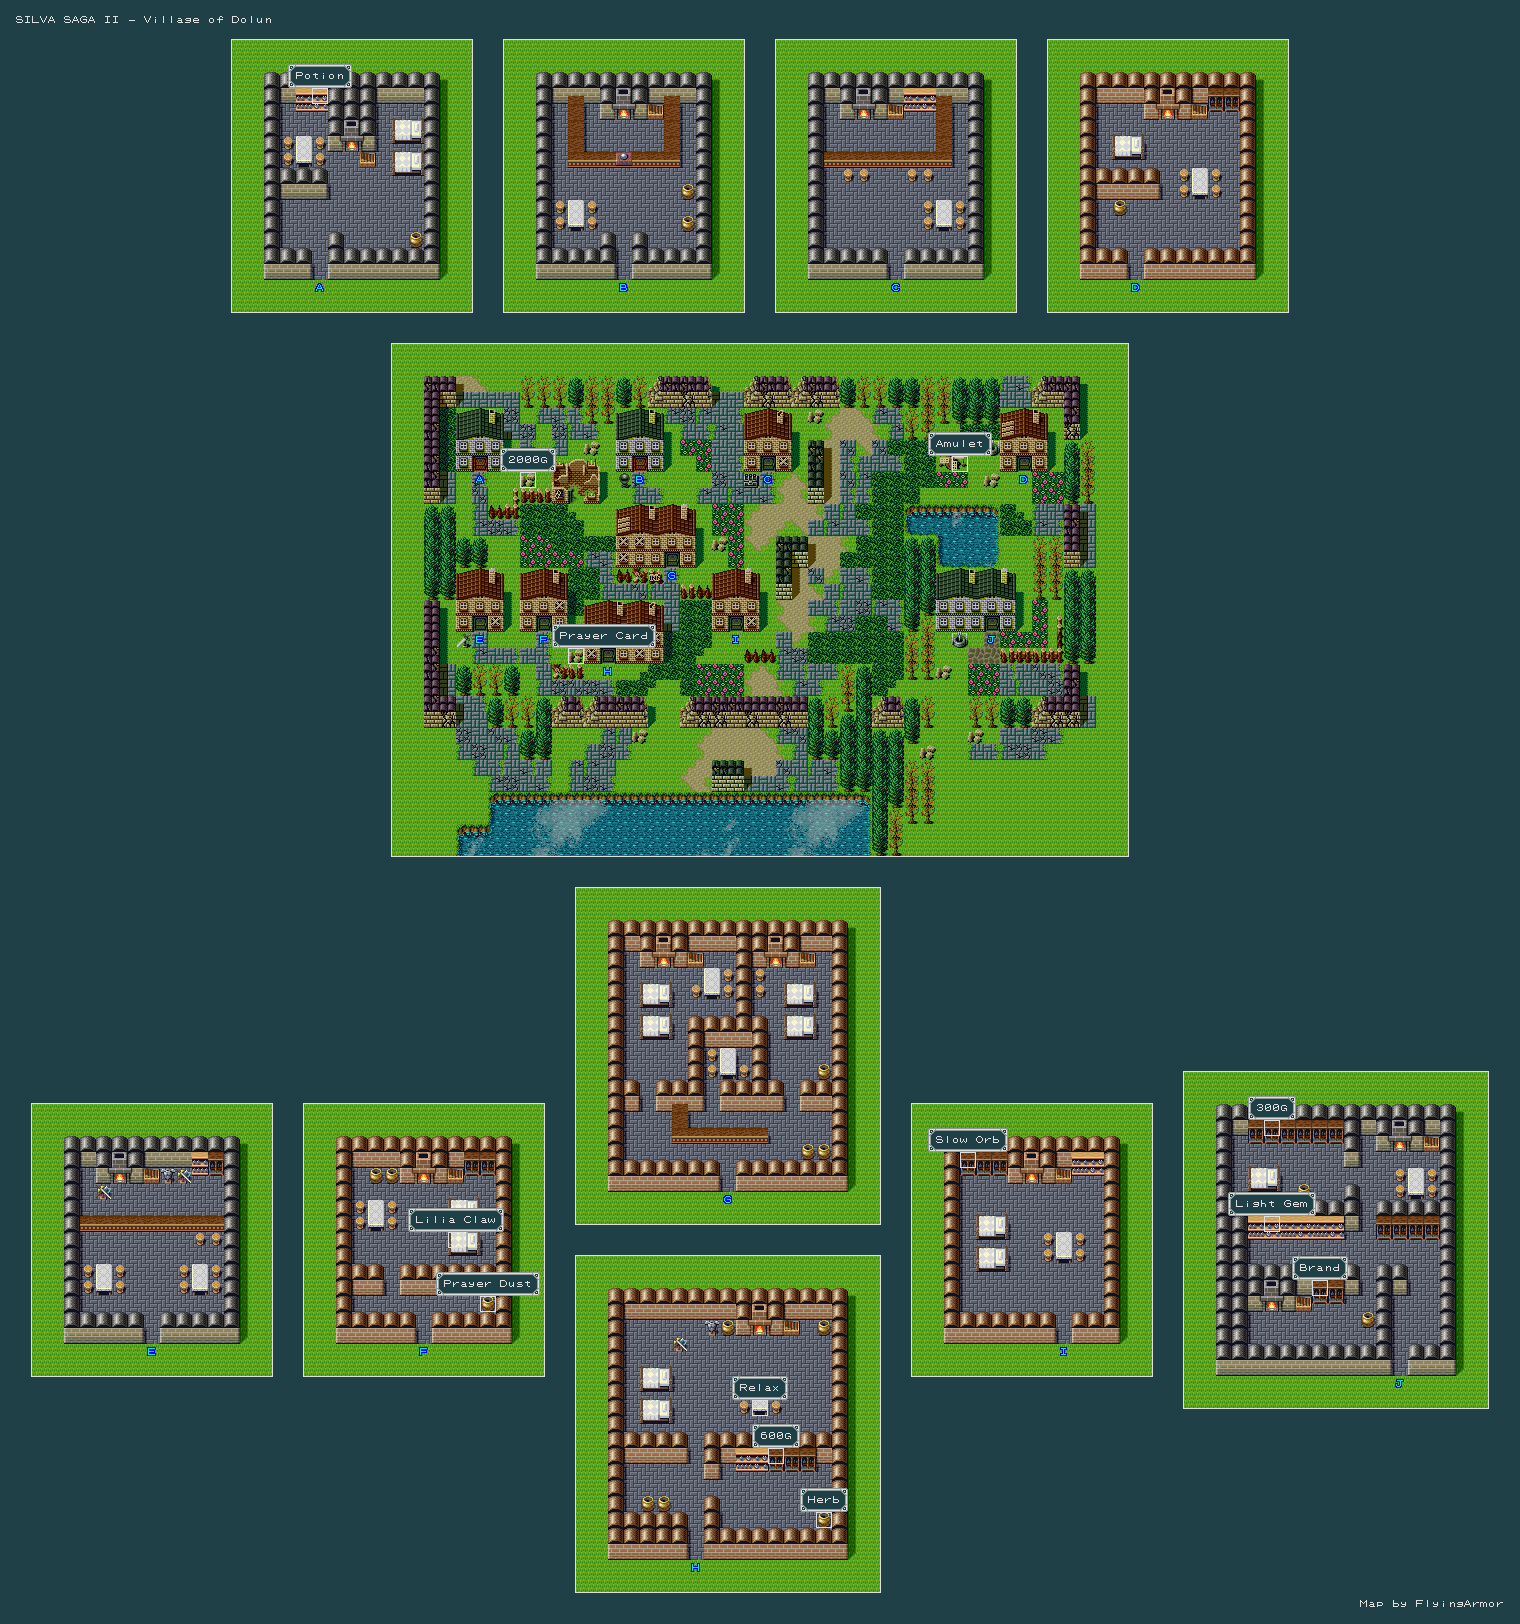 SILVA SAGA II - Village of Dolun
Potion
A
B
C
D
Amulet
2000G
A
B
C
D
G
E
F
I
J
Prayer Card
H
G
300G
Slow Orb
Light Gem
Lilia Claw
Brand
Prayer Dust
E
F
I
J
Relax
600G
Herb
H
Map by FlyingArmor